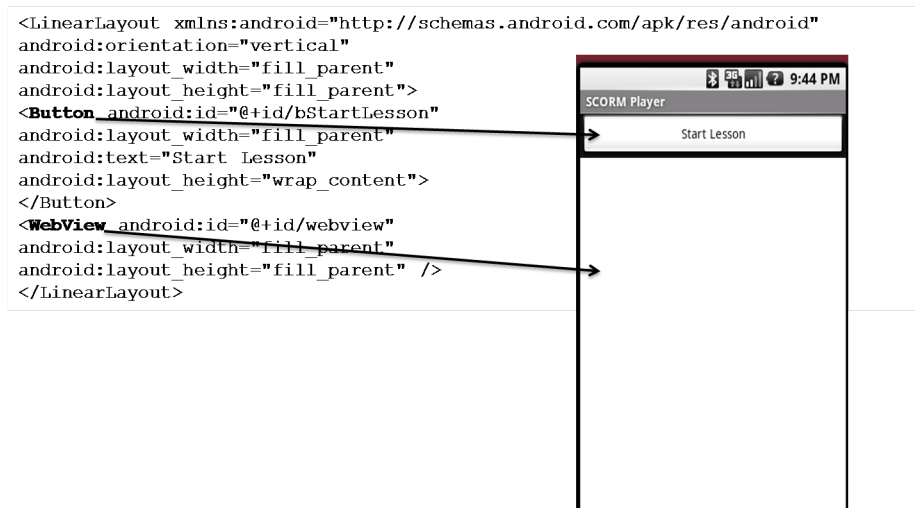 <LinearLayout xmlns:android="http://schemas.android.com/apk/res/android"
android:orientation="vertical"
android:layout_width="fill_parent"
android:layout_height="fill_parent">
<Button android:id="@+id/bStartLesson"
android:layout_width="fill_parent"
android:text="Start Lesson"
android:layout_height="wrap_content">
</Button>
<WebView android:id="@+id/webview"
android:layout_width="fill_parent"
android:layout_height="fill_parent" />
</LinearLayout>
3G 9:44 PM
SCORM Player
Start Lesson